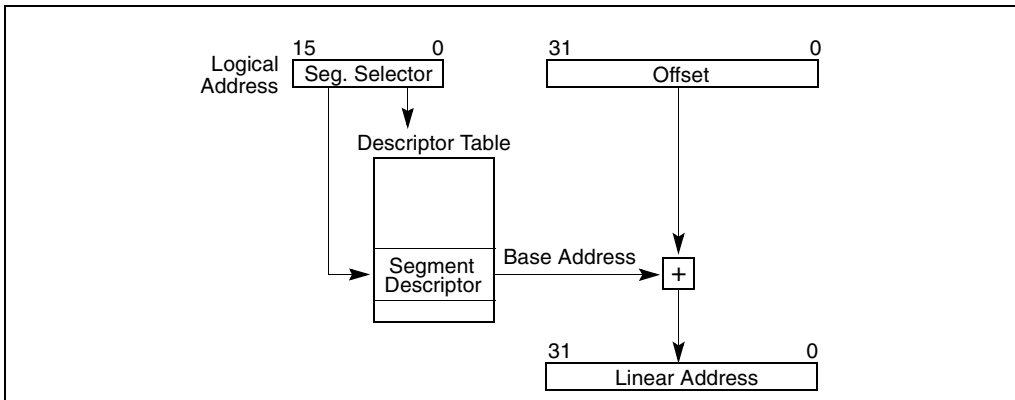 15 0
31 0
Logical
Address
Seg. Selector
Offset
Descriptor Table
Segment
Descriptor
Base Address
+
31 0
Linear Address